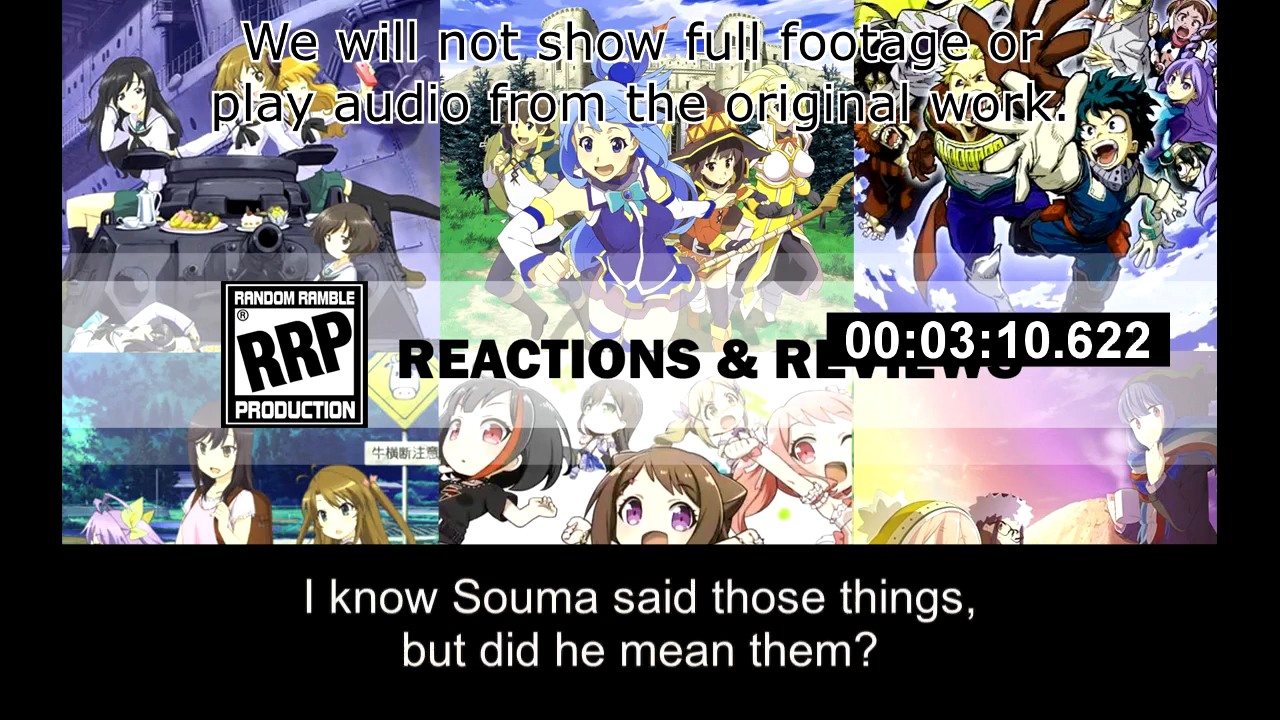 We will not show full footage or
play audio from the original work.
RANDOM RAMBLE
®
RRP
PRODUCTION
REACTIONS & REVIEWS
00:03:10.622
牛横断注意
I know Souma said those things,
but did he mean them?